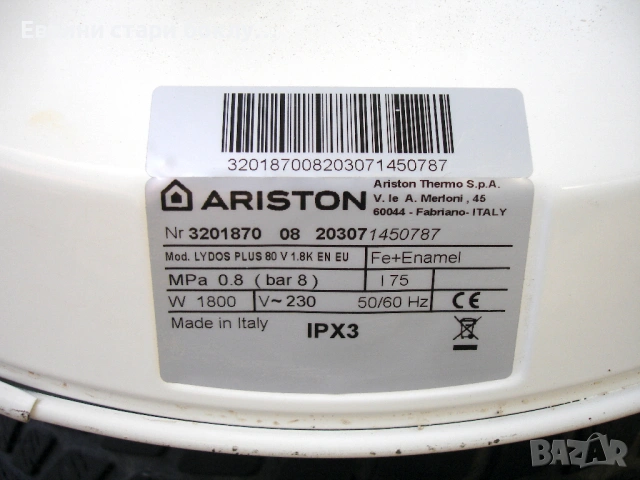 320187008203071450787
ARISTON
Ariston Thermo S.p.A.
V. le A. Merloni , 45
60044 - Fabriano- ITALY
Nr 3201870 08 203071450787
Mod. LYDOS PLUS 80 V 1.8K EN EU
Fe+Enamel
MPa 0.8 ( bar 8 )
l 75
W 1800
V~230 50/60 Hz
CE
Made in Italy
IPX3
BAZAR